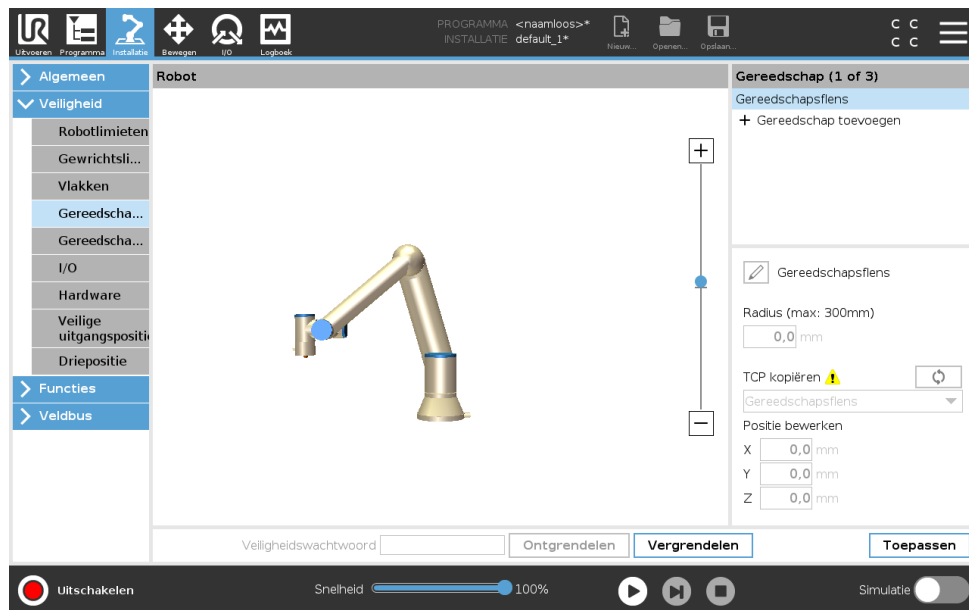 PROGRAMMA <naamloos>*
INSTALLATIE default_1*
Uitvoeren Programma Installatie Bewegen I/O Logboek Nieuw... Openen... Opslaan...
C C
C C
Algemeen
Veiligheid
Robotlimieten
Gewrichtsli...
Vlakken
Gereedscha...
Gereedscha...
I/O
Hardware
Veilige
uitgangspositi
Driepositie
Functies
Veldbus
Robot
Gereedschap (1 of 3)
Gereedschapsflens
+ Gereedschap toevoegen
Gereedschapsflens
Radius (max: 300mm)
0,0 mm
TCP kopiëren
Gereedschapsflens
Positie bewerken
X 0,0 mm
Y 0,0 mm
Z 0,0 mm
Veiligheidswachtwoord Ontgrendelen Vergrendelen Toepassen
Uitschakelen Snelheid 100% Simulatie